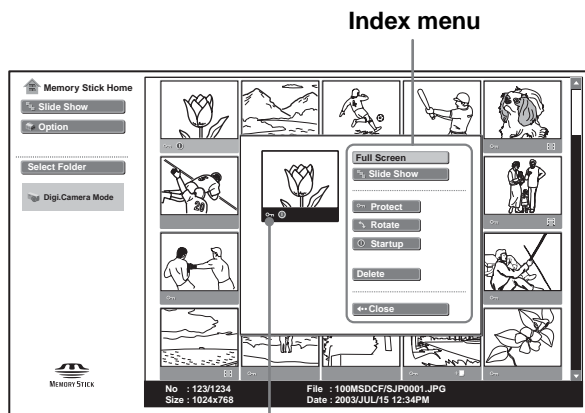 Index menu
Memory Stick Home
Slide Show
Option
Select Folder
Digi.Camera Mode
Full Screen
Slide Show
Protect
Rotate
Startup
Delete
Close
20
MEMORY STICK
No : 123/1234
File : 100MSDCF/SJP0001.JPG
Size : 1024x768
Date : 2003/JUL/15 12:34PM